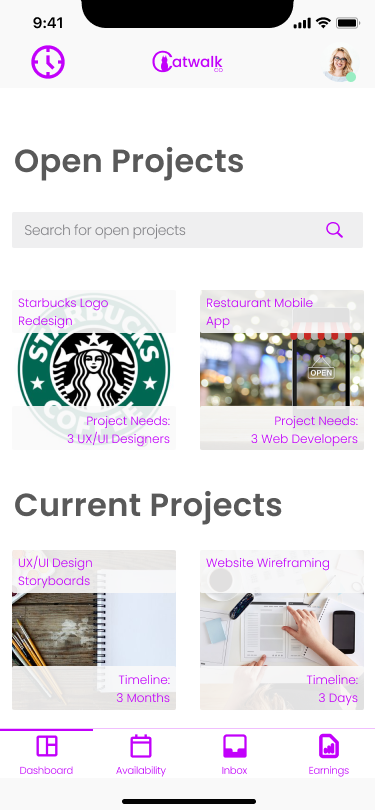 9:41
Catwalk
CO
Open Projects
Search for open projects
Starbucks Logo
Redesign
STARBUCKS
COFFEE
Project Needs:
3 UX/UI Designers
Restaurant Mobile
App
OPEN
Project Needs:
3 Web Developers
Current Projects
UX/UI Design
Storyboards
Timeline:
3 Months
Website Wireframing
Timeline:
3 Days
Dashboard
Availability
Inbox
Earnings